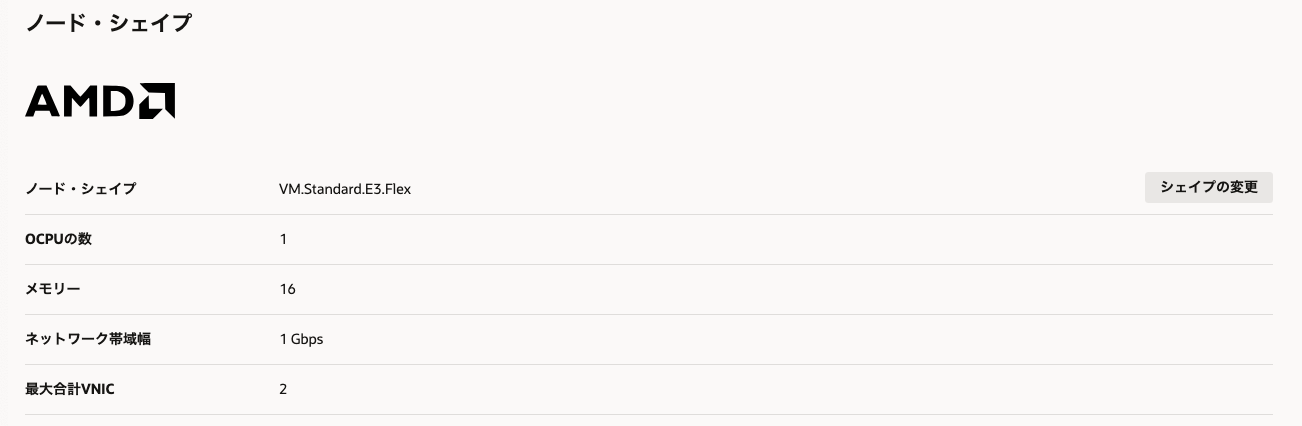 ノード・シェイプ
AMD
ノード・シェイプ VM.Standard.E3.Flex シェイプの変更
OCPUの数 1
メモリー 16
ネットワーク帯域幅 1 Gbps
最大合計VNIC 2